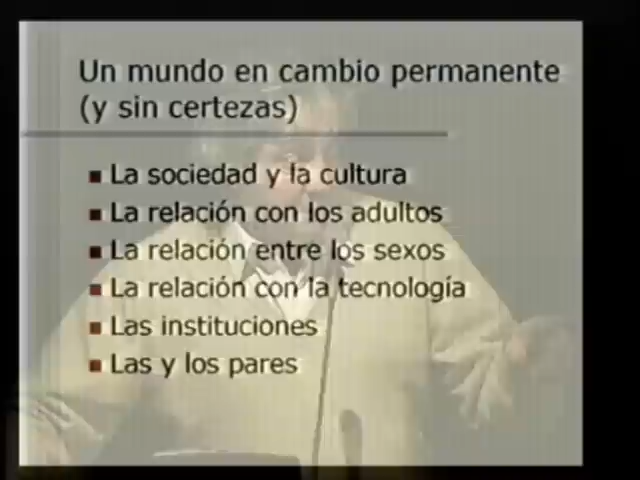 Un mundo en cambio permanente
(y sin certezas)
La sociedad y la cultura
La relación con los adultos
La relación entre los sexos
La relación con la tecnología
Las instituciones
Las y los pares